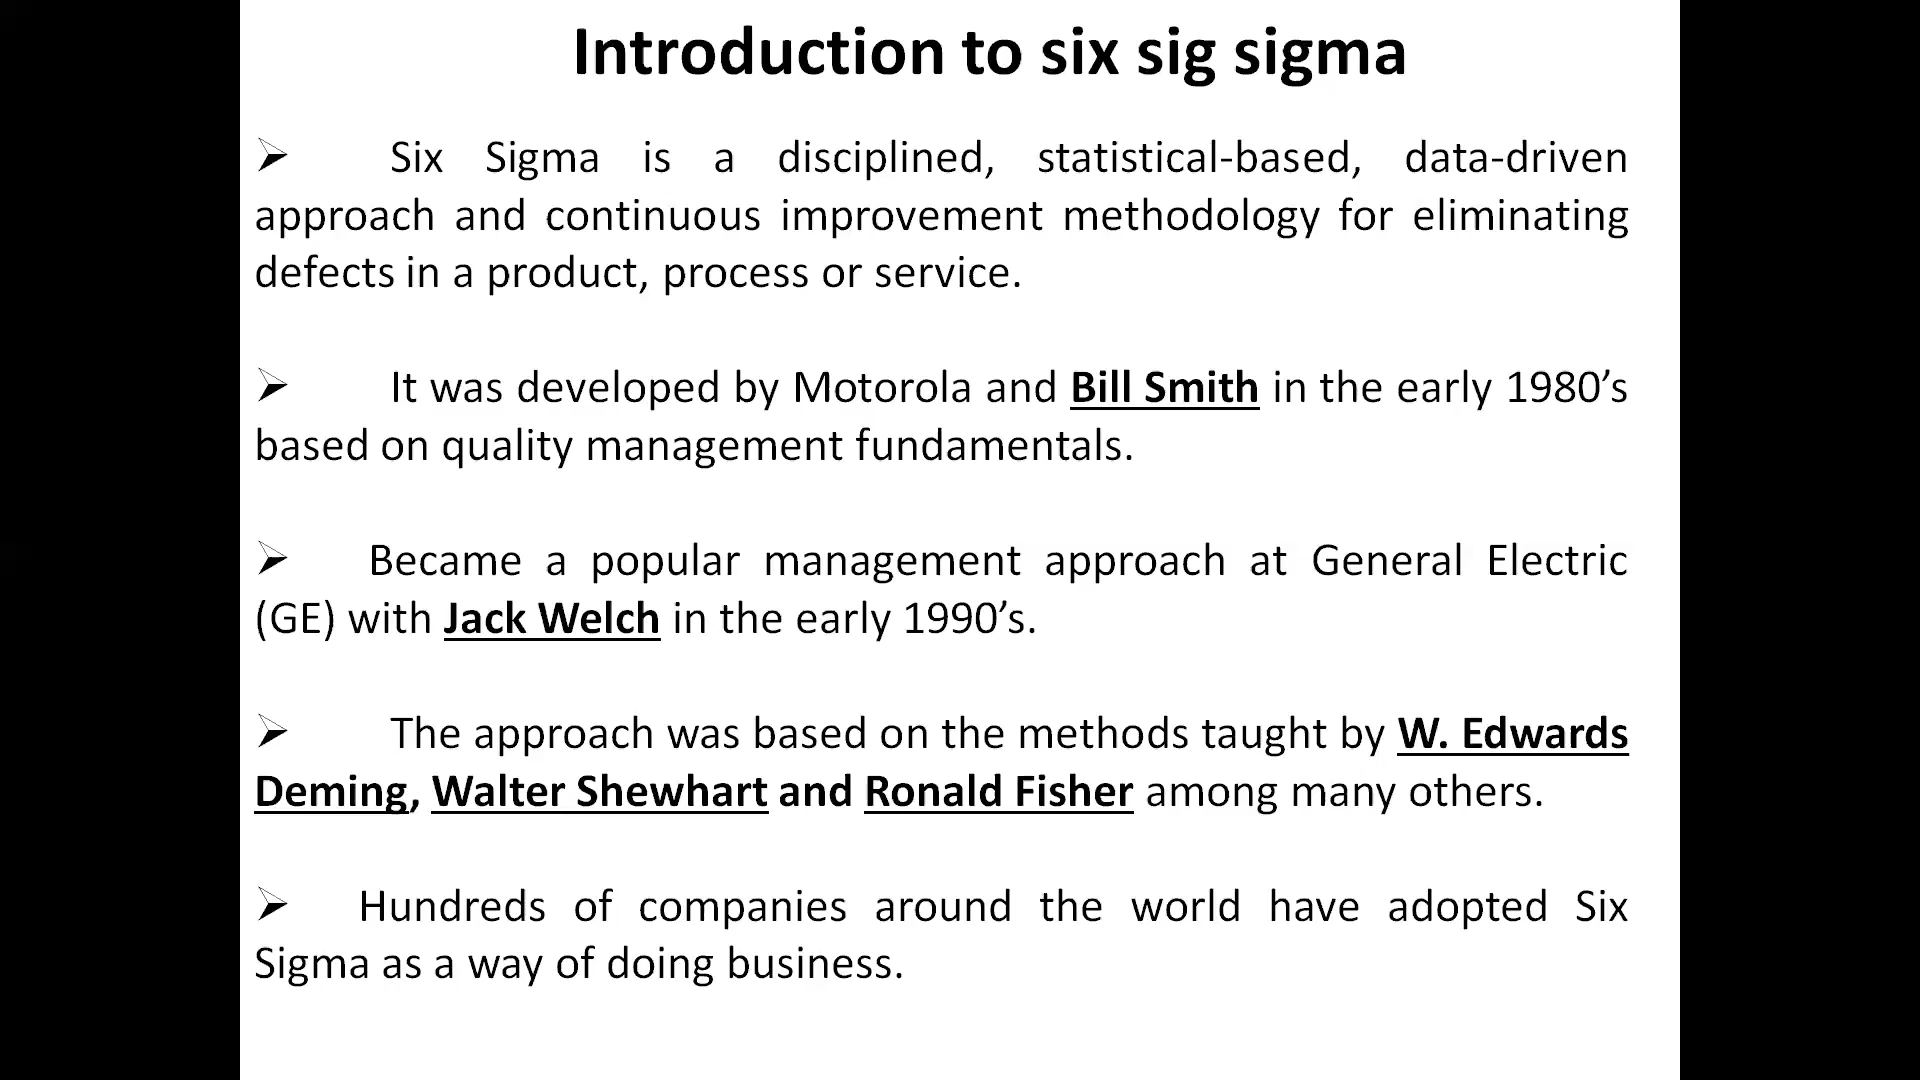 Introduction to six sig sigma
➢ Six Sigma is a disciplined, statistical-based, data-driven
approach and continuous improvement methodology for eliminating
defects in a product, process or service.
➢ It was developed by Motorola and Bill Smith in the early 1980’s
based on quality management fundamentals.
➢ Became a popular management approach at General Electric
(GE) with Jack Welch in the early 1990’s.
➢ The approach was based on the methods taught by W. Edwards
Deming, Walter Shewhart and Ronald Fisher among many others.
➢ Hundreds of companies around the world have adopted Six
Sigma as a way of doing business.